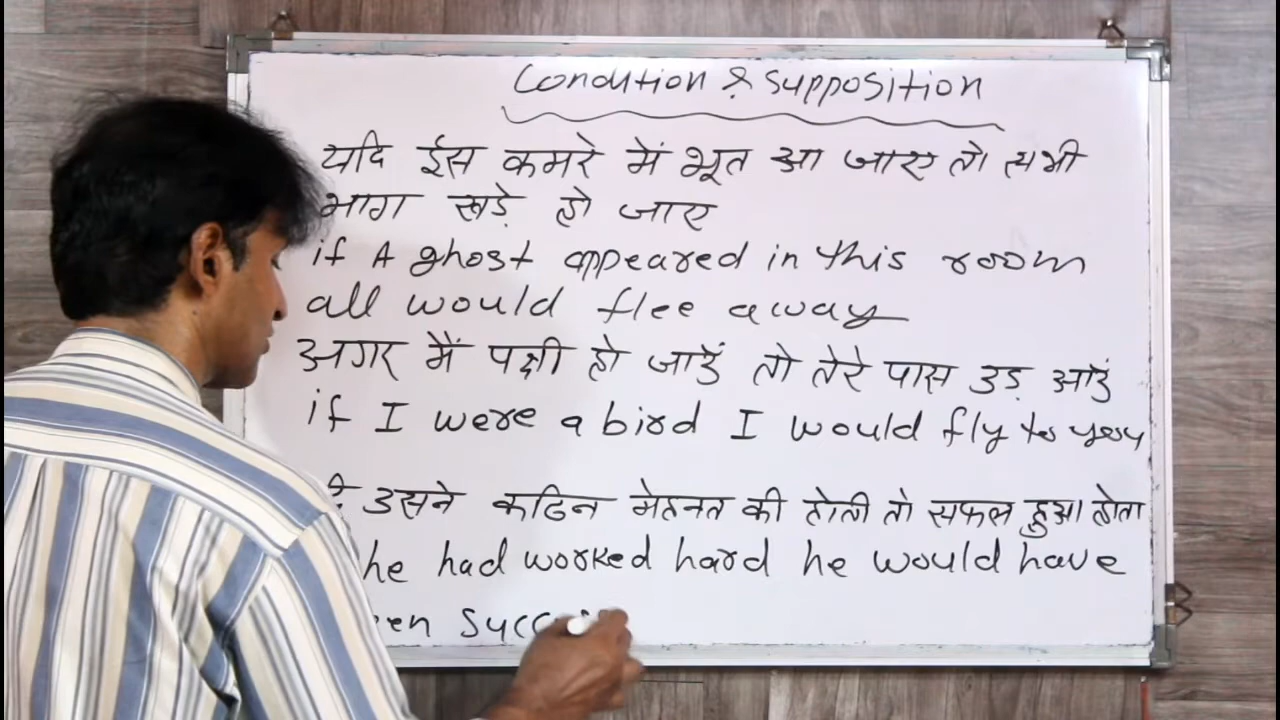 Condition & Supposition
यदि ईस कमरे में भूत आ जाए तो सभी
भाग खड़े हो जाए
if A ghost appeared in this room
all would flee away
अगर मैं पक्षी हो जाऊँ तो तेरे पास उड़ आऊँ
if I were a bird I would fly to you
उसने कठिन मेहनत की होती तो सफल हुआ होता
he had worked hard he would have